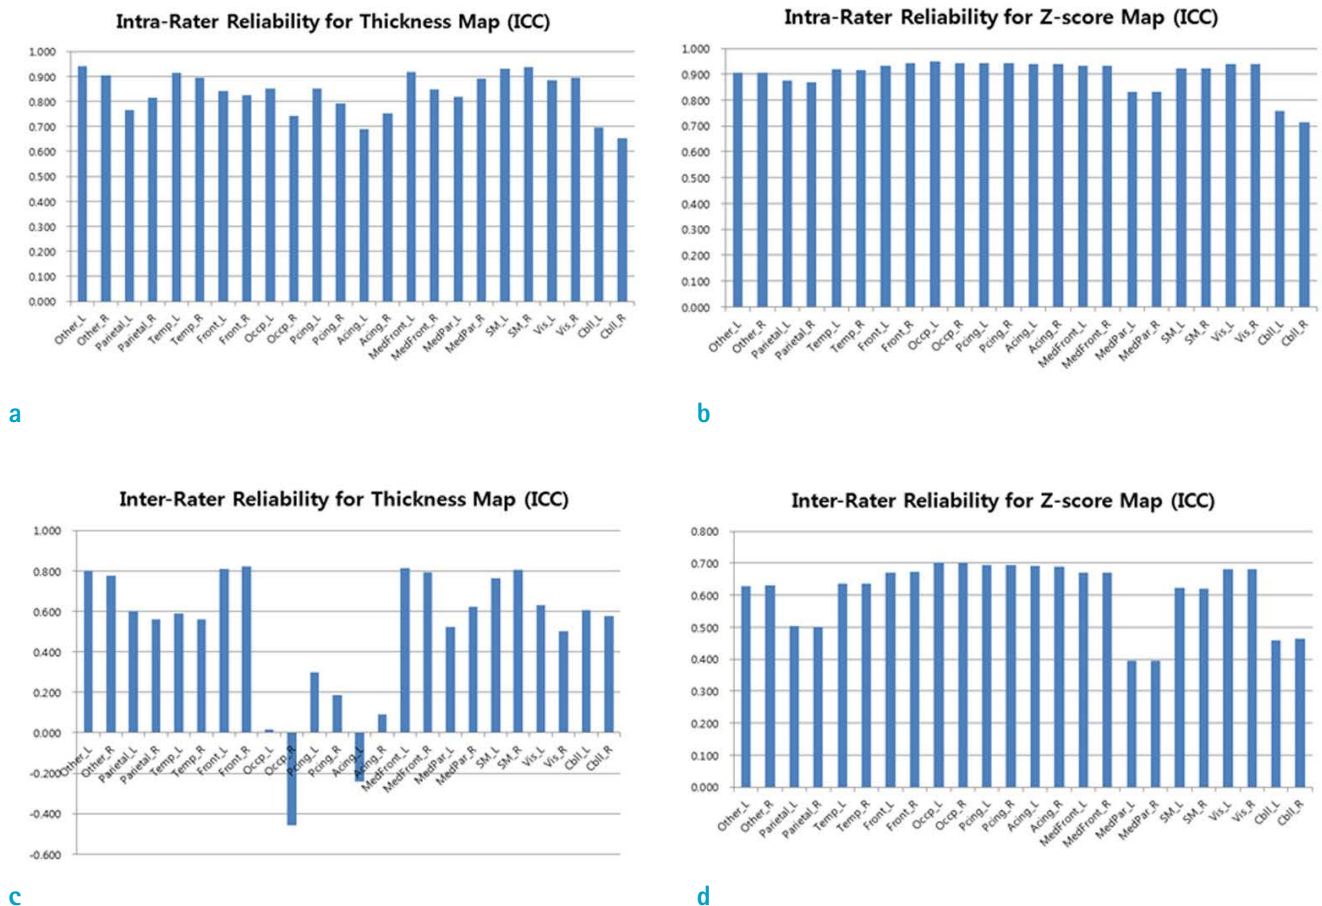 Intra-Rater Reliability for Thickness Map (ICC)
1.000
0.900
0.800
0.700
0.600
0.500
0.400
0.300
0.200
0.100
0.000
Other_L
Other_R
Parietal_L
Parietal_R
Temp_L
Temp_R
Front_L
Front_R
Occp_L
Occp_R
Pcing_L
Pcing_R
Acing_L
Acing_R
MedFront_L
MedFront_R
MedPar_L
MedPar_R
SM_L
SM_R
Vis_L
Vis_R
Cbll_L
Cbll_R
a
Intra-Rater Reliability for Z-score Map (ICC)
1.000
0.900
0.800
0.700
0.600
0.500
0.400
0.300
0.200
0.100
0.000
Other_L
Other_R
Parietal_L
Parietal_R
Temp_L
Temp_R
Front_L
Front_R
Occp_L
Occp_R
Pcing_L
Pcing_R
Acing_L
Acing_R
MedFront_L
MedFront_R
MedPar_L
MedPar_R
SM_L
SM_R
Vis_L
Vis_R
Cbll_L
Cbll_R
b
Inter-Rater Reliability for Thickness Map (ICC)
1.000
0.800
0.600
0.400
0.200
0.000
-0.200
-0.400
-0.600
Other_L
Other_R
Parietal_L
Parietal_R
Temp_L
Temp_R
Front_L
Front_R
Occp_L
Occp_R
Pcing_L
Pcing_R
Acing_L
Acing_R
MedFront_L
MedFront_R
MedPar_L
MedPar_R
SM_L
SM_R
Vis_L
Vis_R
Cbll_L
Cbll_R
c
Inter-Rater Reliability for Z-score Map (ICC)
0.800
0.700
0.600
0.500
0.400
0.300
0.200
0.100
0.000
Other_L
Other_R
Parietal_L
Parietal_R
Temp_L
Temp_R
Front_L
Front_R
Occp_L
Occp_R
Pcing_L
Pcing_R
Acing_L
Acing_R
MedFront_L
MedFront_R
MedPar_L
MedPar_R
SM_L
SM_R
Vis_L
Vis_R
Cbll_L
Cbll_R
d